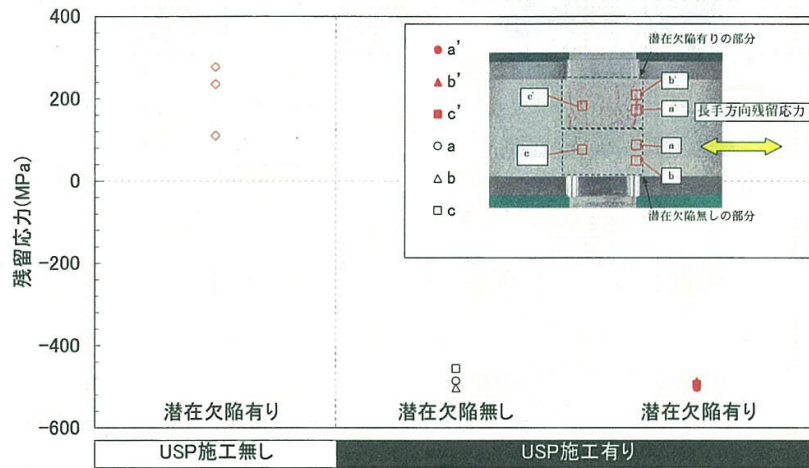 400
200
0
-200
-400
-600
残留応力(MPa)
a'
b'
c'
a
b
c
潜在欠陥有りの部分
c'
b'
a'
長手方向残留応力
c
a
b
潜在欠陥無しの部分
潜在欠陥有り
潜在欠陥無し
潜在欠陥有り
USP施工無し
USP施工有り